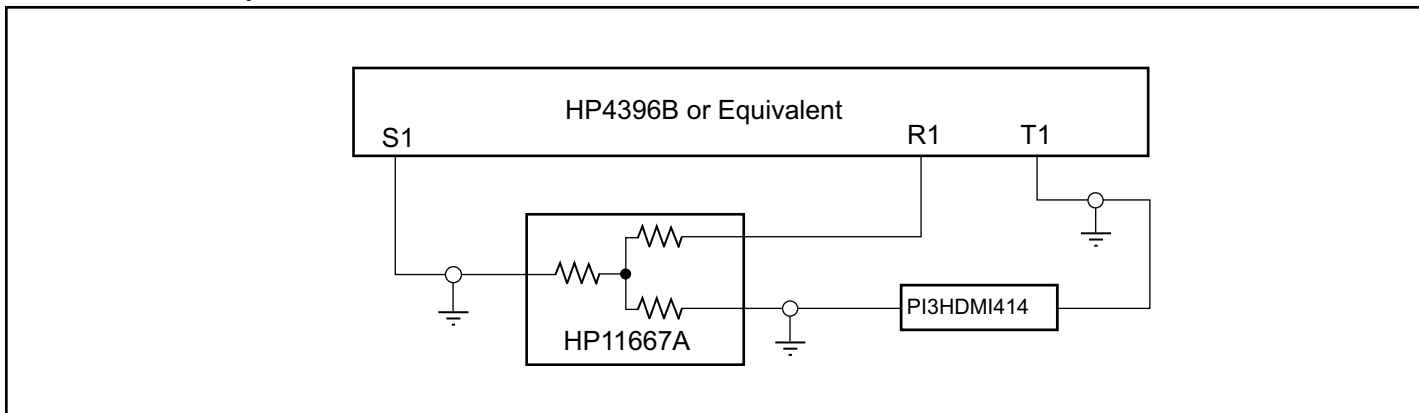 HP4396B or Equivalent
S1
R1
T1
PI3HDMI414
HP11667A